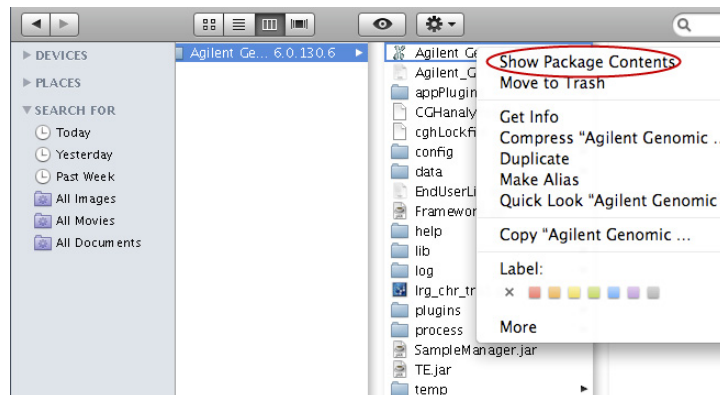 DEVICES
PLACES
SEARCH FOR
Today
Yesterday
Past Week
All Images
All Movies
All Documents
Agilent Ge... 6.0.130.6
Agilent Ge
Agilent_G
appPlugin
CGHanaly
cghLockfi
config
data
EndUserLi
Framewor
help
lib
log
lrg_chr_tr
plugins
process
SampleManager.jar
TE.jar
temp
Show Package Contents
Move to Trash
Get Info
Compress "Agilent Genomic ...
Duplicate
Make Alias
Quick Look "Agilent Genomic
Copy "Agilent Genomic ...
Label:
×
More